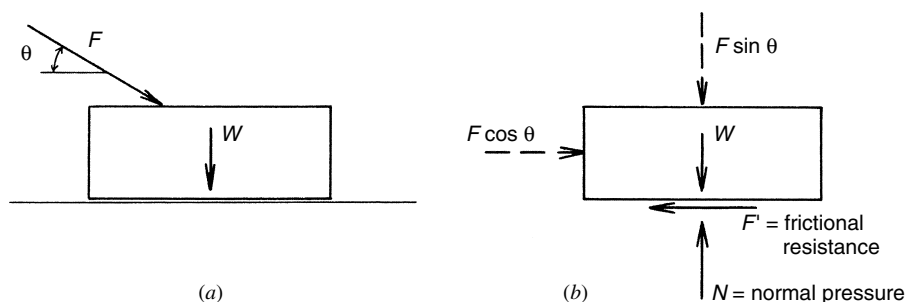 F
θ
W
(a)
F sin θ
F cos θ
W
F' = frictional
resistance
N = normal pressure
(b)